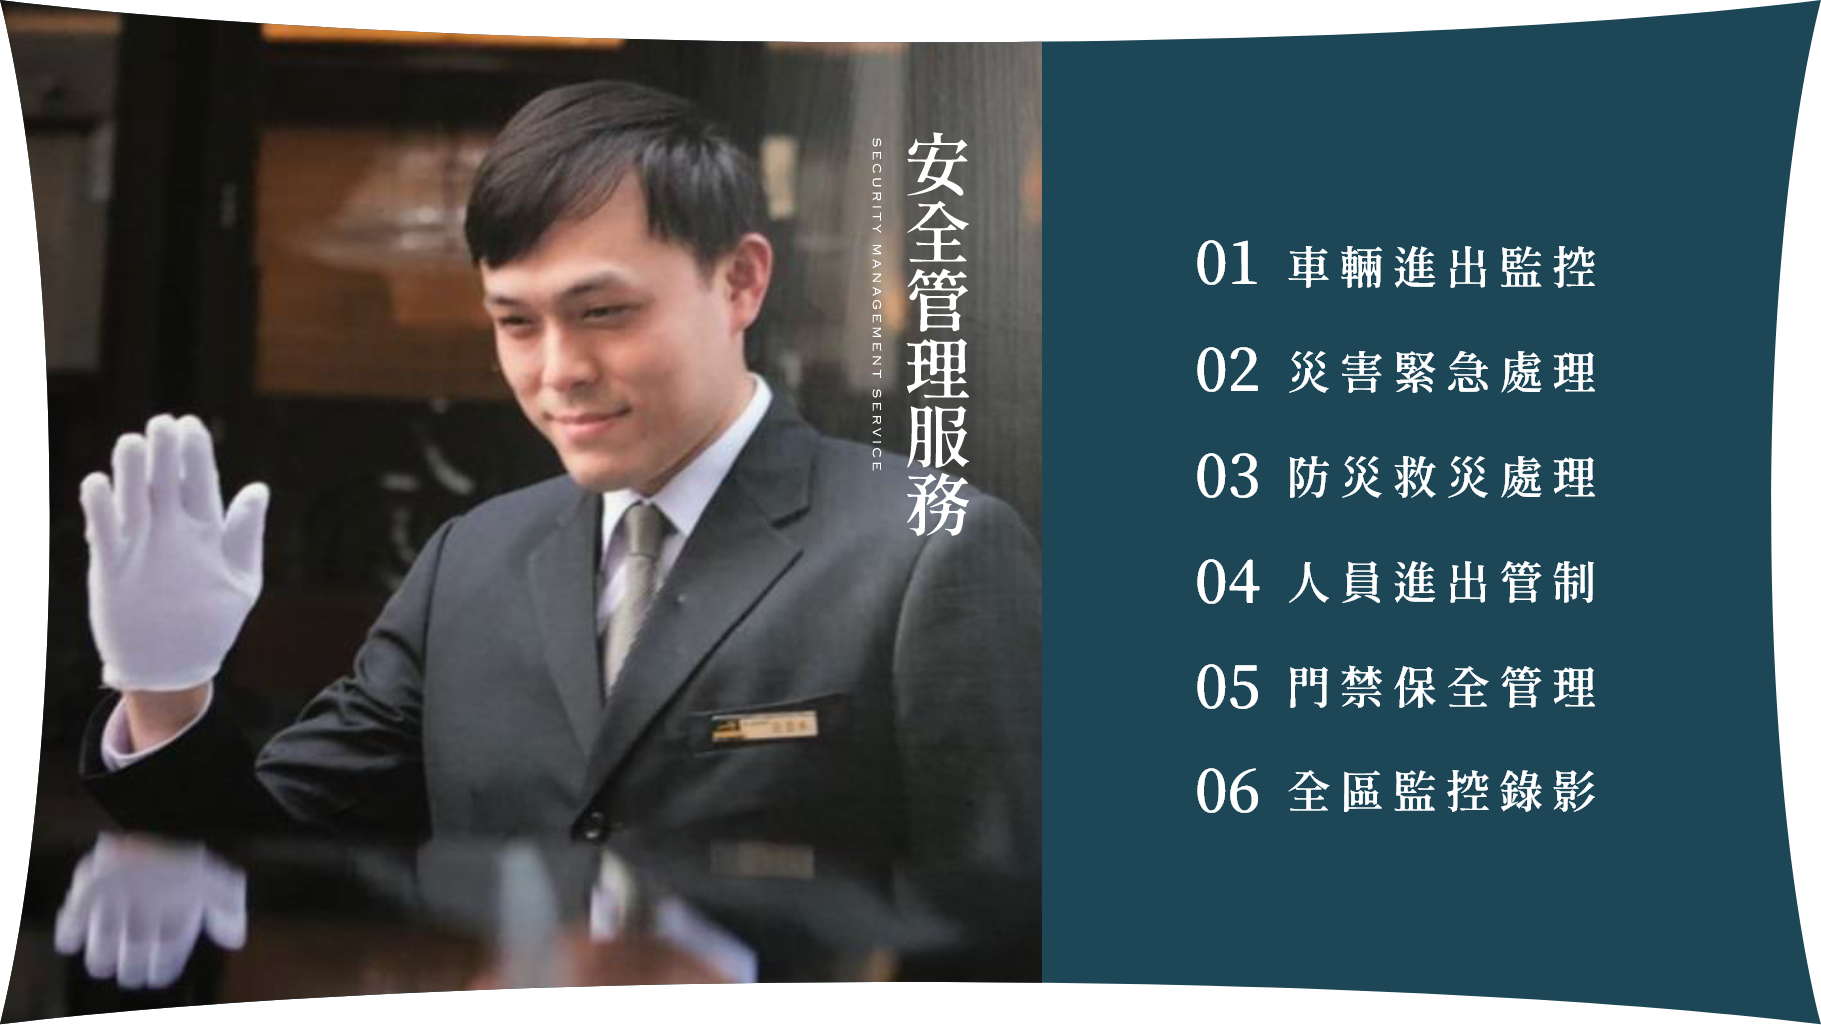 安全管理服務
SECURITY MANAGEMENT SERVICE
01 車輛進出監控
02 災害緊急處理
03 防災救災處理
04 人員進出管制
05 門禁保全管理
06 全區監控錄影